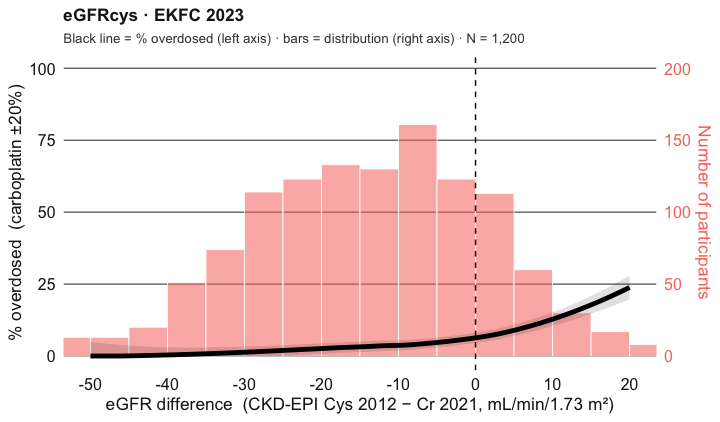 eGFRcys · EKFC 2023
Black line = % overdosed (left axis) · bars = distribution (right axis) · N = 1,200
% overdosed (carboplatin ±20%)
100
75
50
25
0
200
150
100
50
0
Number of participants
-50 -40 -30 -20 -10 0 10 20
eGFR difference (CKD-EPI Cys 2012 − Cr 2021, mL/min/1.73 m²)